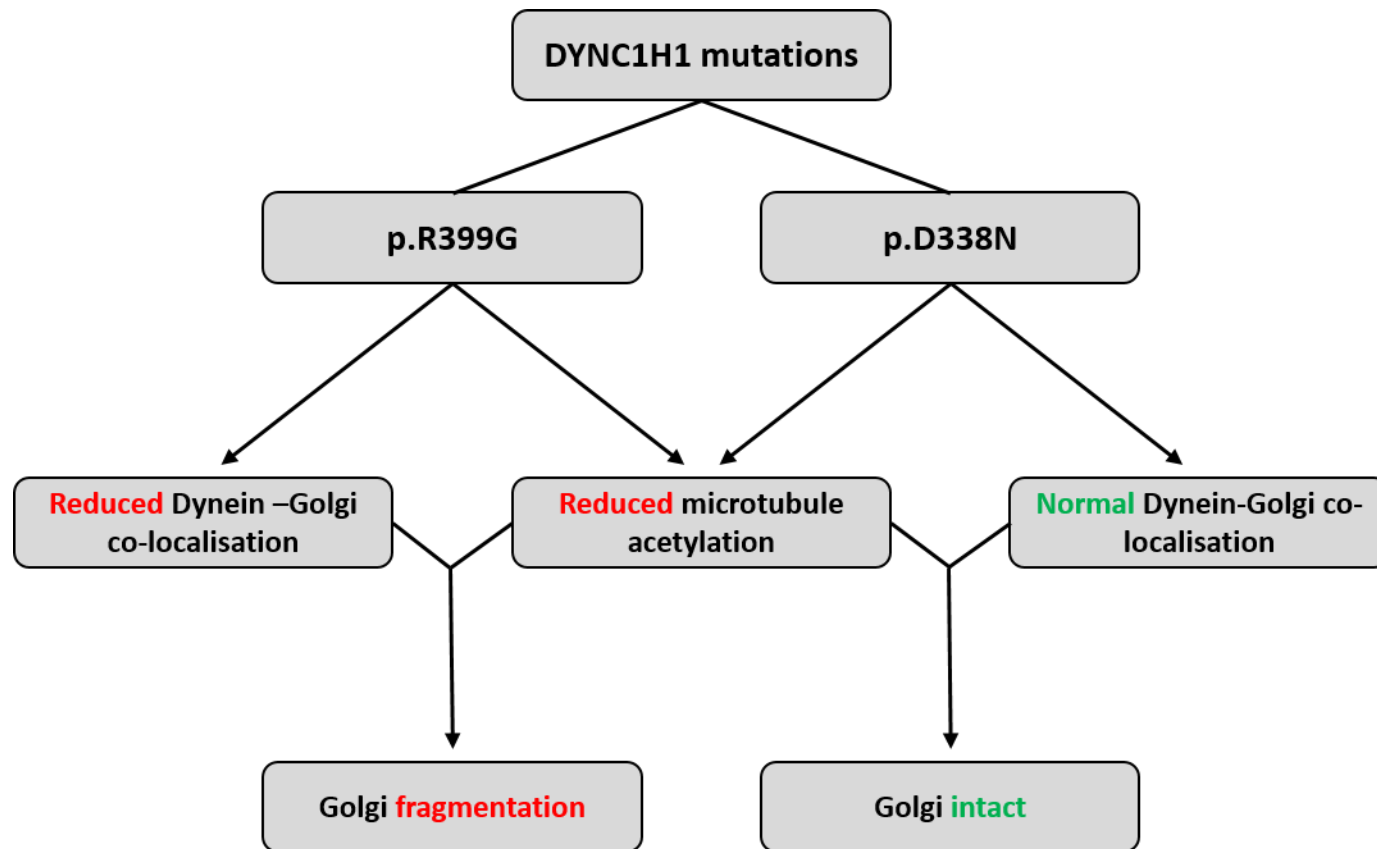 DYNC1H1 mutations
p.R399G
p.D338N
Reduced Dynein –Golgi
co-localisation
Reduced microtubule
acetylation
Normal Dynein-Golgi co-
localisation
Golgi fragmentation
Golgi intact